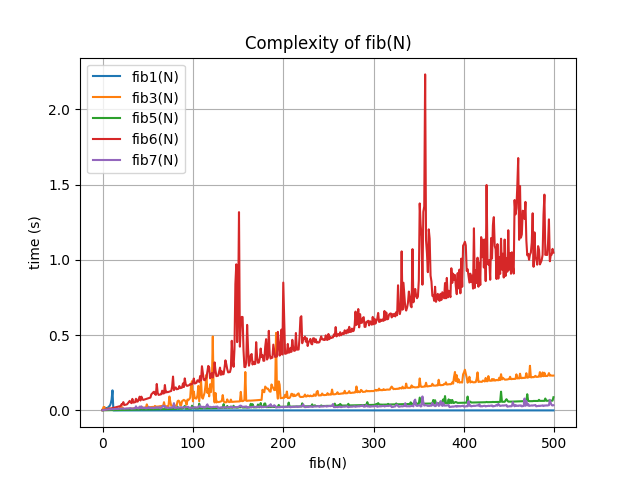 Complexity of fib(N)
fib1(N)
fib3(N)
fib5(N)
fib6(N)
fib7(N)
time (s)
2.0
1.5
1.0
0.5
0.0
0 100 200 300 400 500
fib(N)